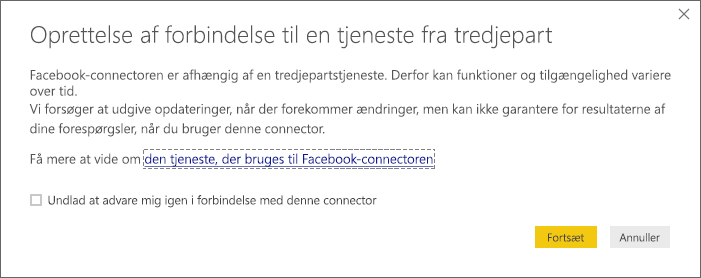 Oprettelse af forbindelse til en tjeneste fra tredjepart
Facebook-connectoren er afhængig af en tredjepartstjeneste. Derfor kan funktioner og tilgængelighed variere
over tid.
Vi forsøger at udgive opdateringer, når der forekommer ændringer, men kan ikke garantere for resultaterne af
dine forespørgsler, når du bruger denne connector.
Få mere at vide om den tjeneste, der bruges til Facebook-connectoren
Undlad at advare mig igen i forbindelse med denne connector
Fortsæt Annuller